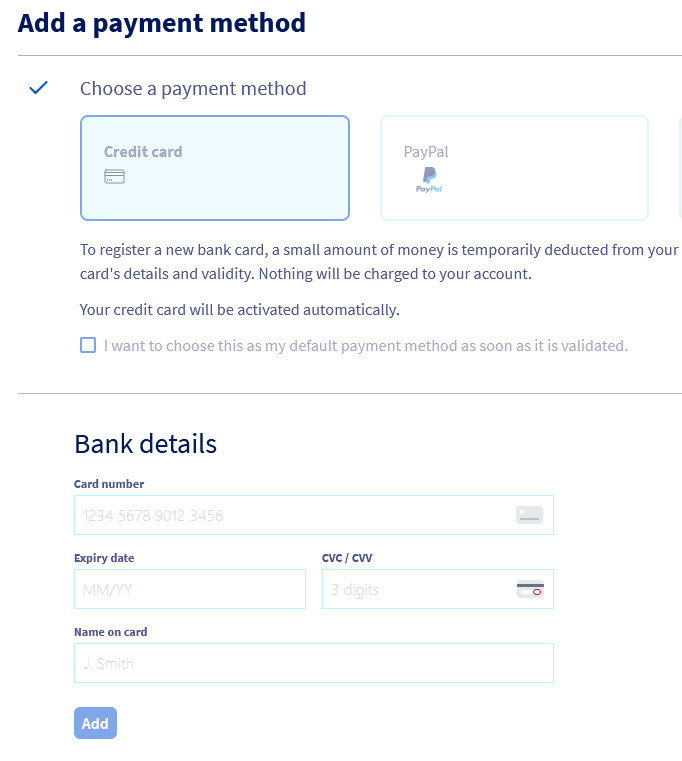 Add a payment method
Choose a payment method
Credit card
PayPal
PayPal
To register a new bank card, a small amount of money is temporarily deducted from your
card's details and validity. Nothing will be charged to your account.
Your credit card will be activated automatically.
I want to choose this as my default payment method as soon as it is validated.
Bank details
Card number
1234 5678 9012 3456
Expiry date
CVC / CVV
MM/YY
3 digits
Name on card
J. Smith
Add